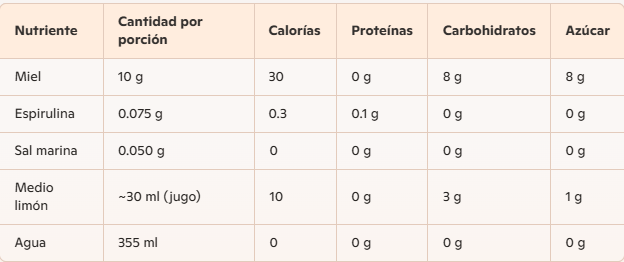 Nutriente Cantidad por porción Calorías Proteínas Carbohidratos Azúcar
Miel 10 g 30 0 g 8 g 8 g
Espirulina 0.075 g 0.3 0.1 g 0 g 0 g
Sal marina 0.050 g 0 0 g 0 g 0 g
Medio limón ~30 ml (jugo) 10 0 g 3 g 1 g
Agua 355 ml 0 0 g 0 g 0 g